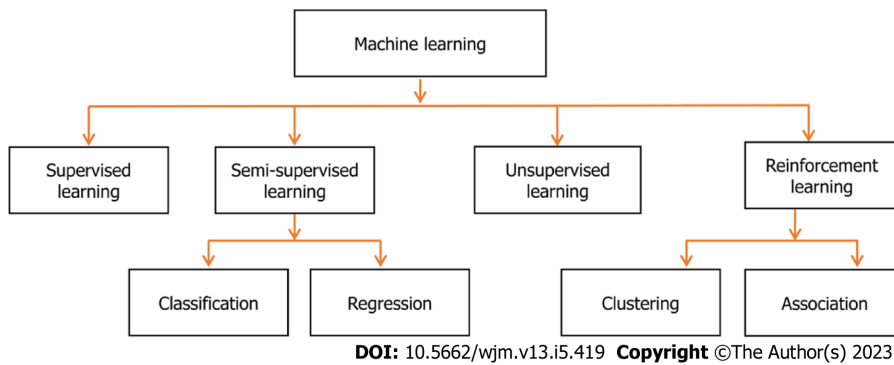 Machine learning
Supervised
learning
Semi-supervised
learning
Unsupervised
learning
Reinforcement
learning
Classification
Regression
Clustering
Association
DOI: 10.5662/wjm.v13.i5.419 Copyright ©The Author(s) 2023